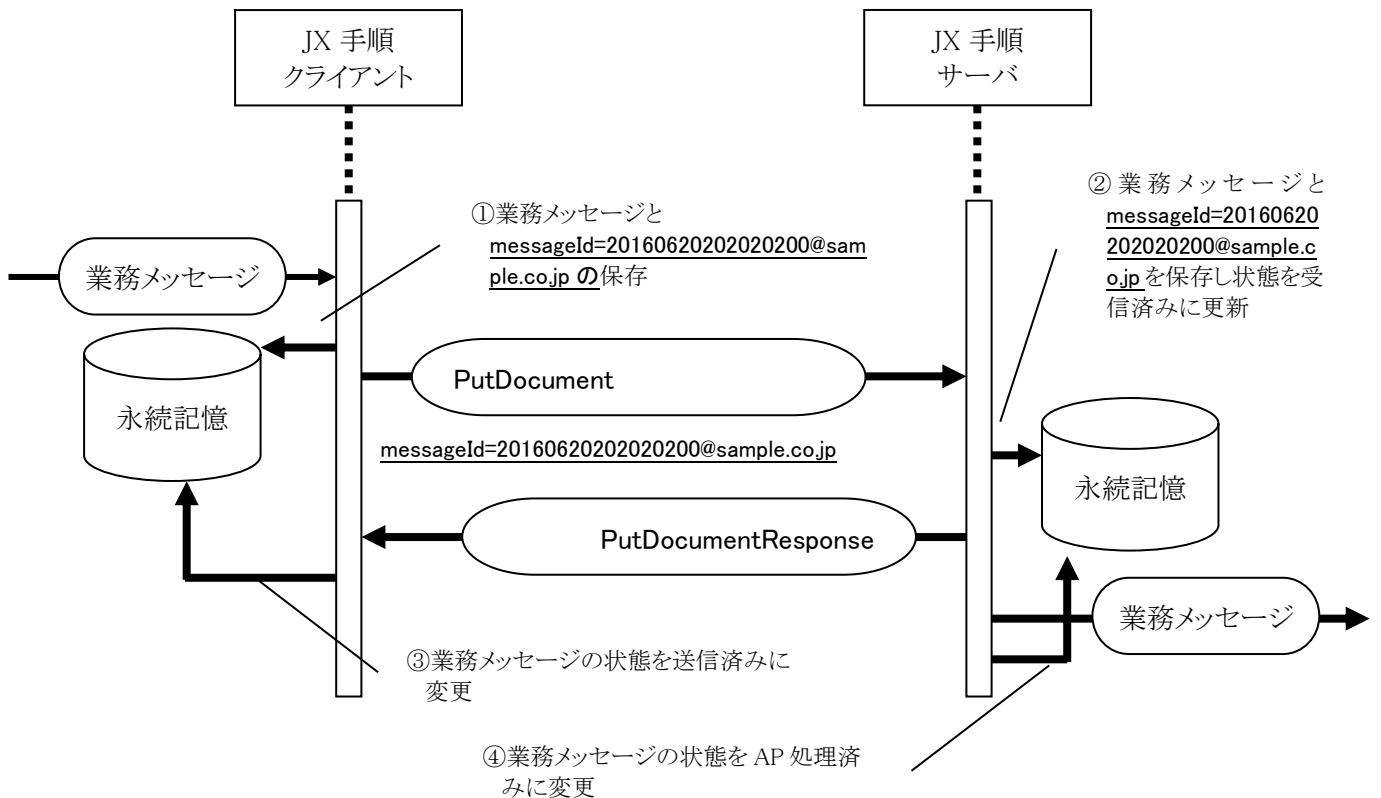 JX 手順
クライアント
JX 手順
サーバ
①業務メッセージと
messageId=20160620202020200@sam
ple.co.jp の保存
②業務メッセージと
messageId=20160620
202020200@sample.c
o.jp を保存し状態を受
信済みに更新
業務メッセージ
永続記憶
PutDocument
messageId=20160620202020200@sample.co.jp
永続記憶
PutDocumentResponse
業務メッセージ
③業務メッセージの状態を送信済みに
変更
④業務メッセージの状態を AP 処理済
みに変更